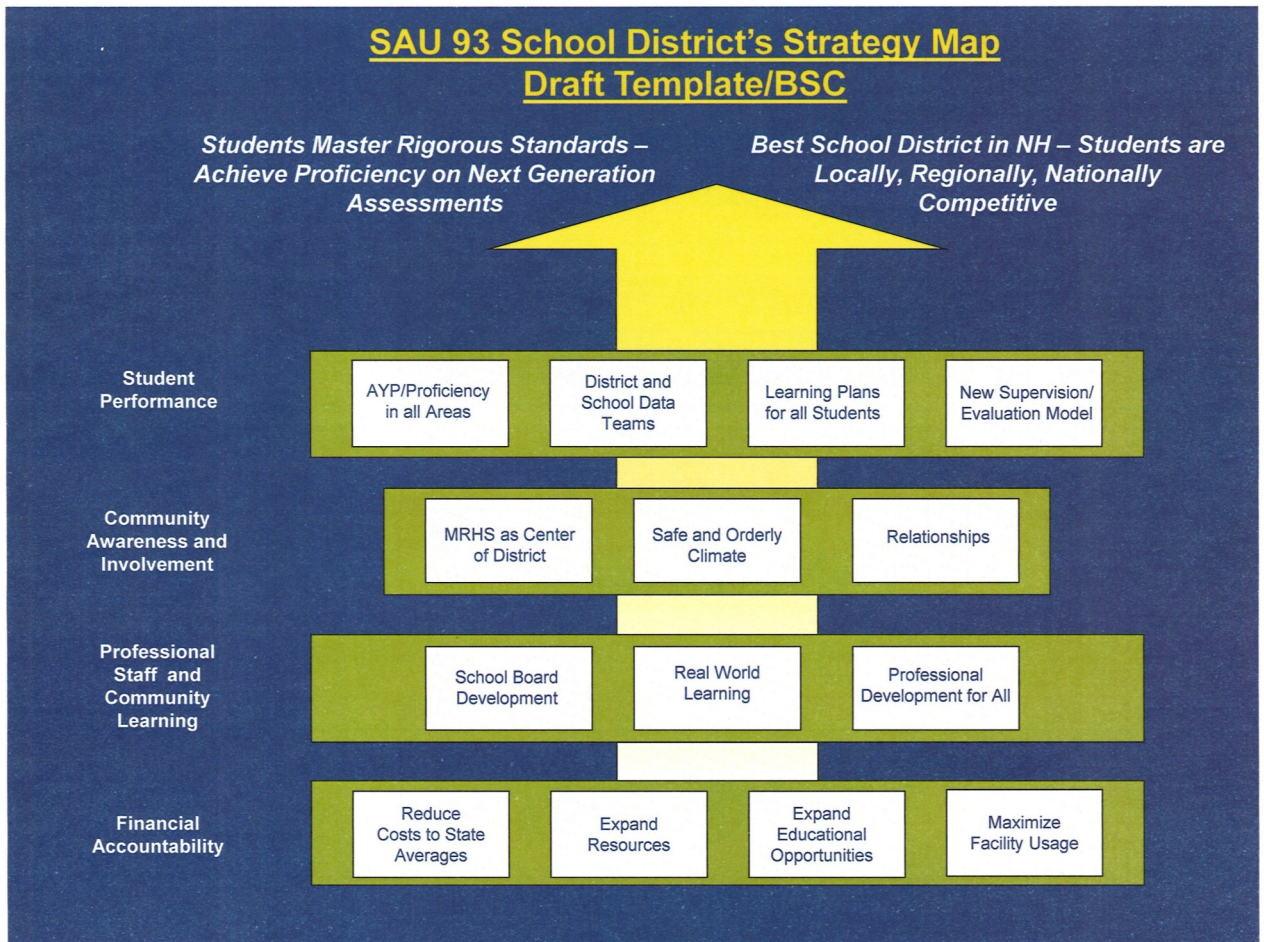 SAU 93 School District's Strategy Map
Draft Template/BSC
Students Master Rigorous Standards –
Achieve Proficiency on Next Generation
Assessments
Best School District in NH – Students are
Locally, Regionally, Nationally
Competitive
Student
Performance
AYP/Proficiency
in all Areas
District and
School Data
Teams
Learning Plans
for all Students
New Supervision/
Evaluation Model
Community
Awareness and
Involvement
MRHS as Center
of District
Safe and Orderly
Climate
Relationships
Professional
Staff and
Community
Learning
School Board
Development
Real World
Learning
Professional
Development for All
Financial
Accountability
Reduce
Costs to State
Averages
Expand
Resources
Expand
Educational
Opportunities
Maximize
Facility Usage